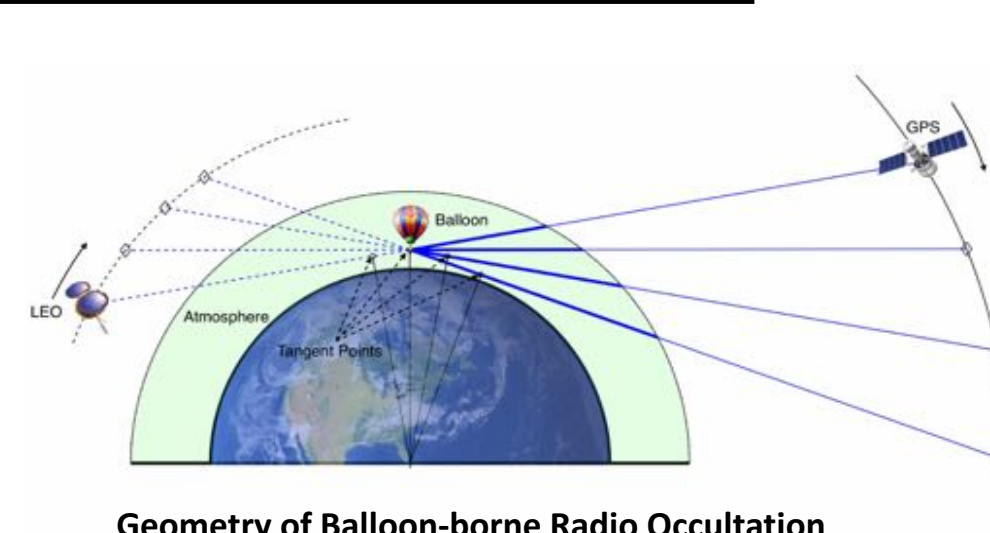 GPS
Balloon
LEO
Atmosphere
Tangent Points
Geometry of Balloon-borne Radio Occultation